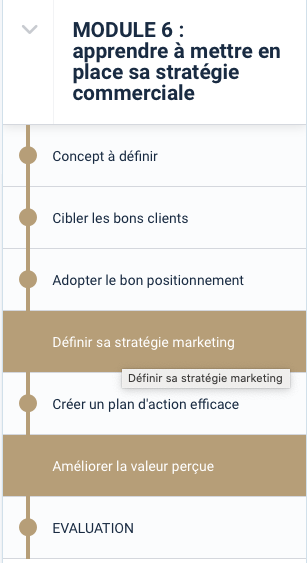 MODULE 6 :
apprendre à mettre en
place sa stratégie
commerciale
Concept à définir
Cibler les bons clients
Adopter le bon positionnement
Définir sa stratégie marketing
Définir sa stratégie marketing
Créer un plan d'action efficace
Améliorer la valeur perçue
EVALUATION